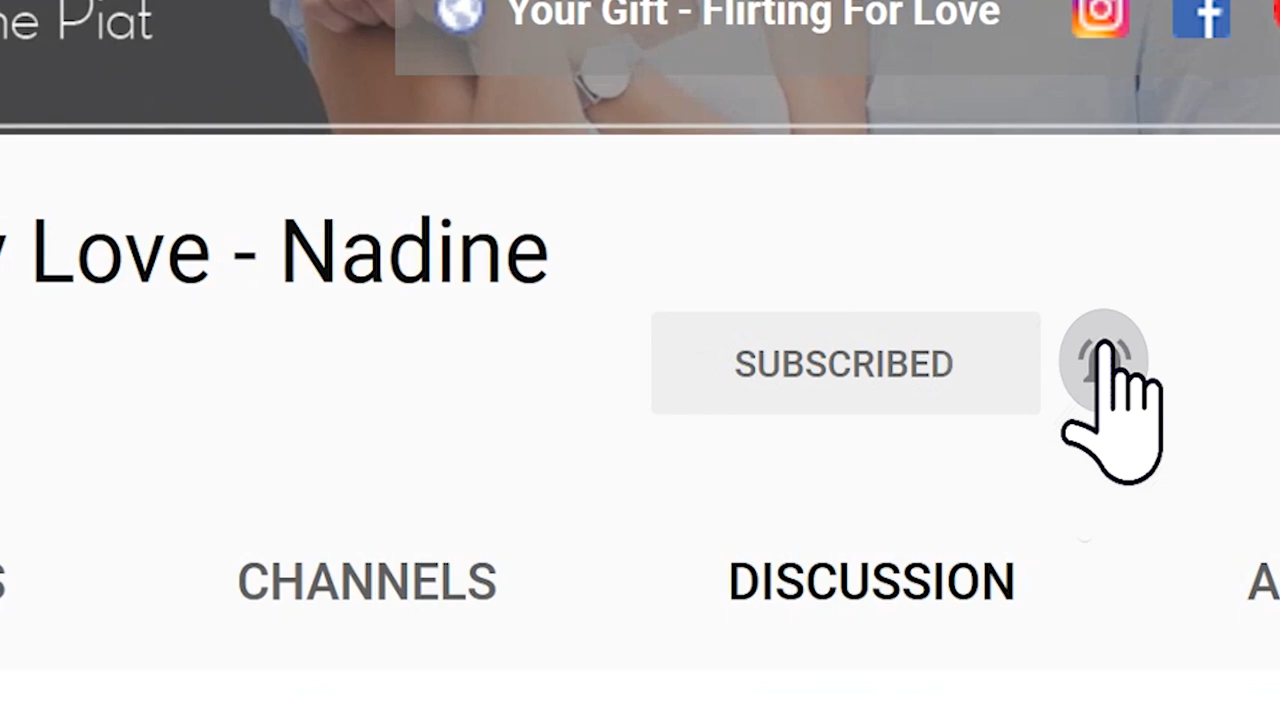 ne Piat
Your Gift - Flirting For Love
y Love - Nadine
SUBSCRIBED
S
CHANNELS
DISCUSSION
A